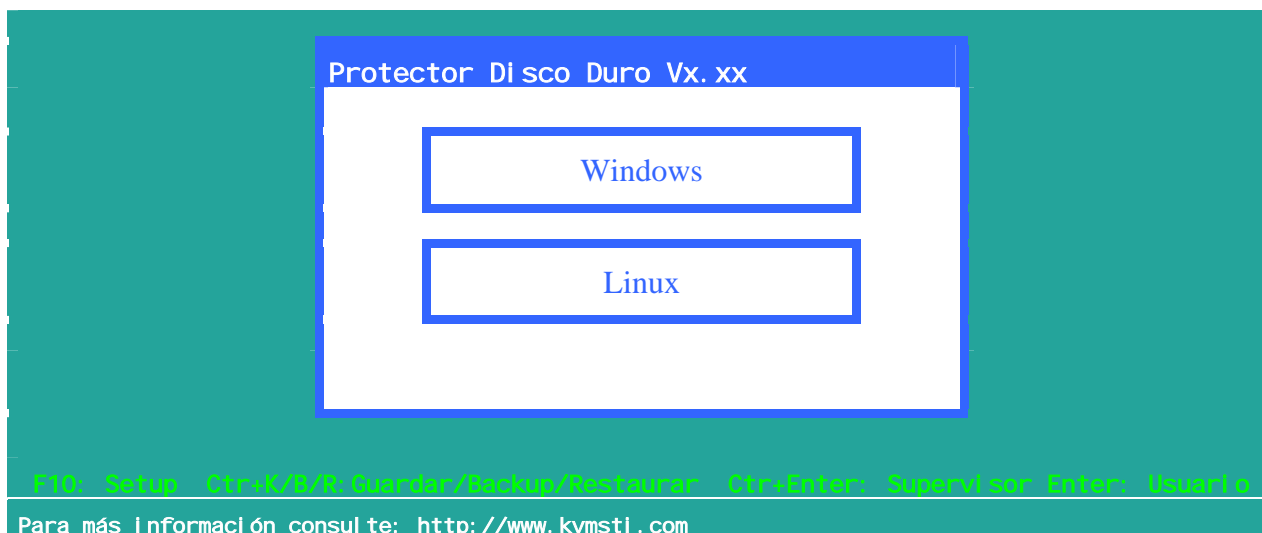 Protector Disco Duro Vx.xx
Windows
Linux
F10: Setup Ctr+K/B/R:Guardar/Backup/Restaurar Ctr+Enter: Supervisor Enter: Usuario
Para más información consulte: http://www.kymsti.com